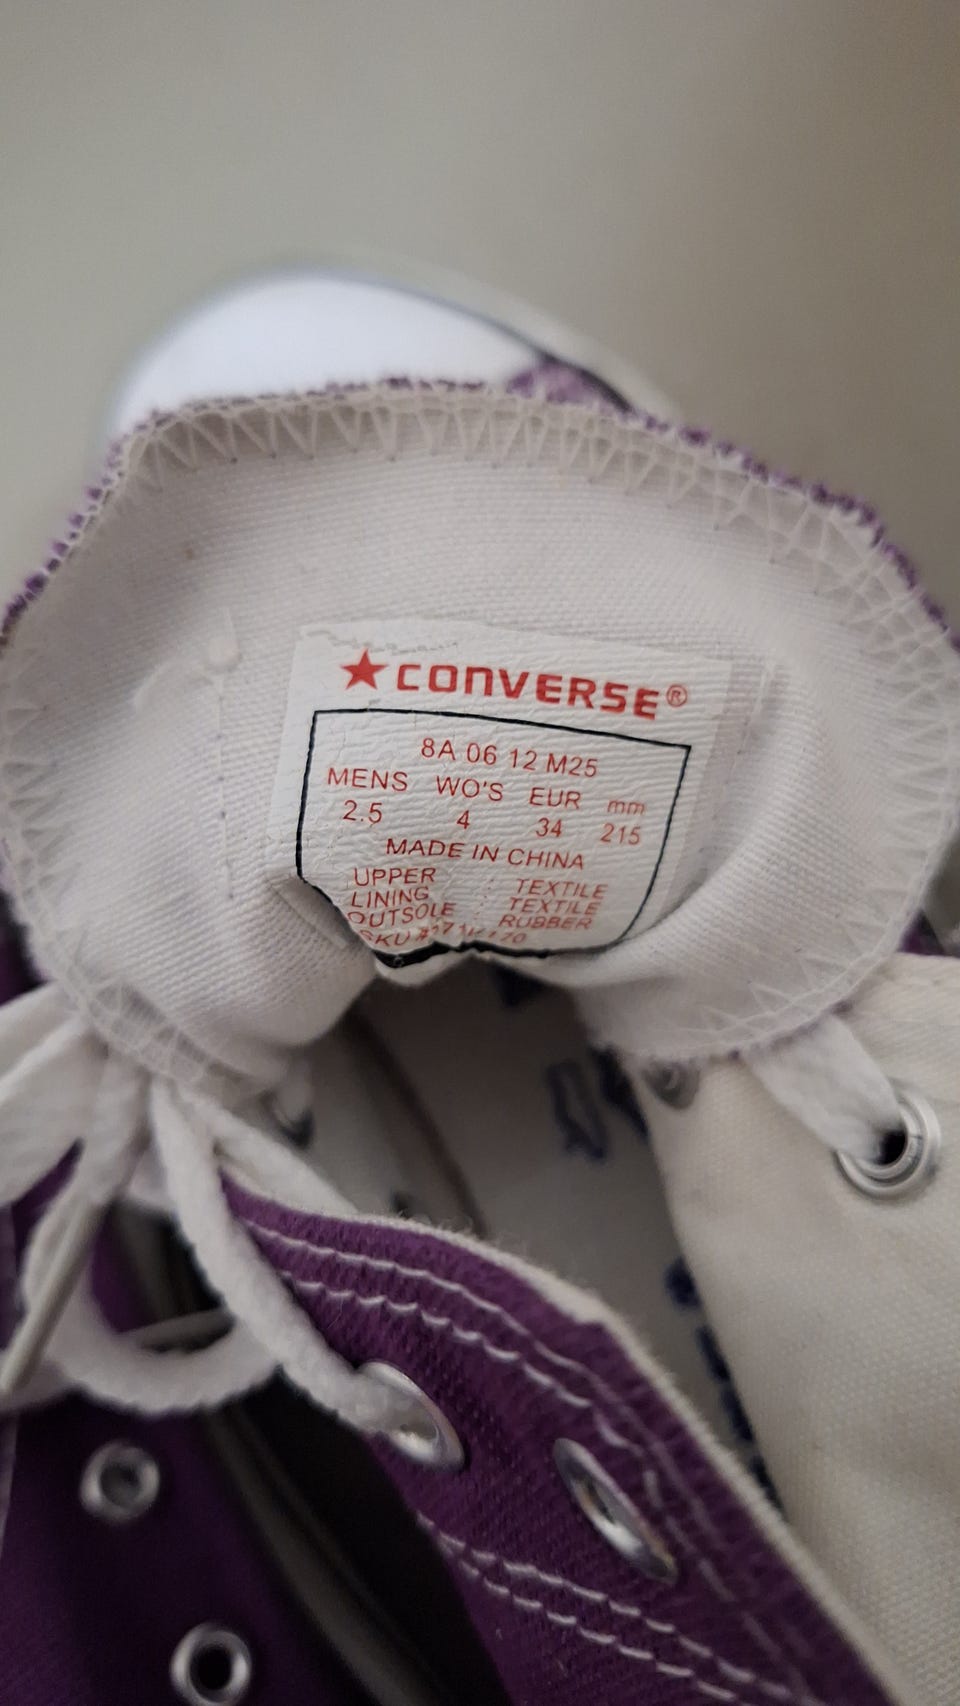 ★CONVERSE®
8A 06 12 M25
MENS WO'S EUR mm
2.5 4 34 215
MADE IN CHINA
UPPER : TEXTILE
LINING : TEXTILE
OUTSOLE : RUBBER
SKU